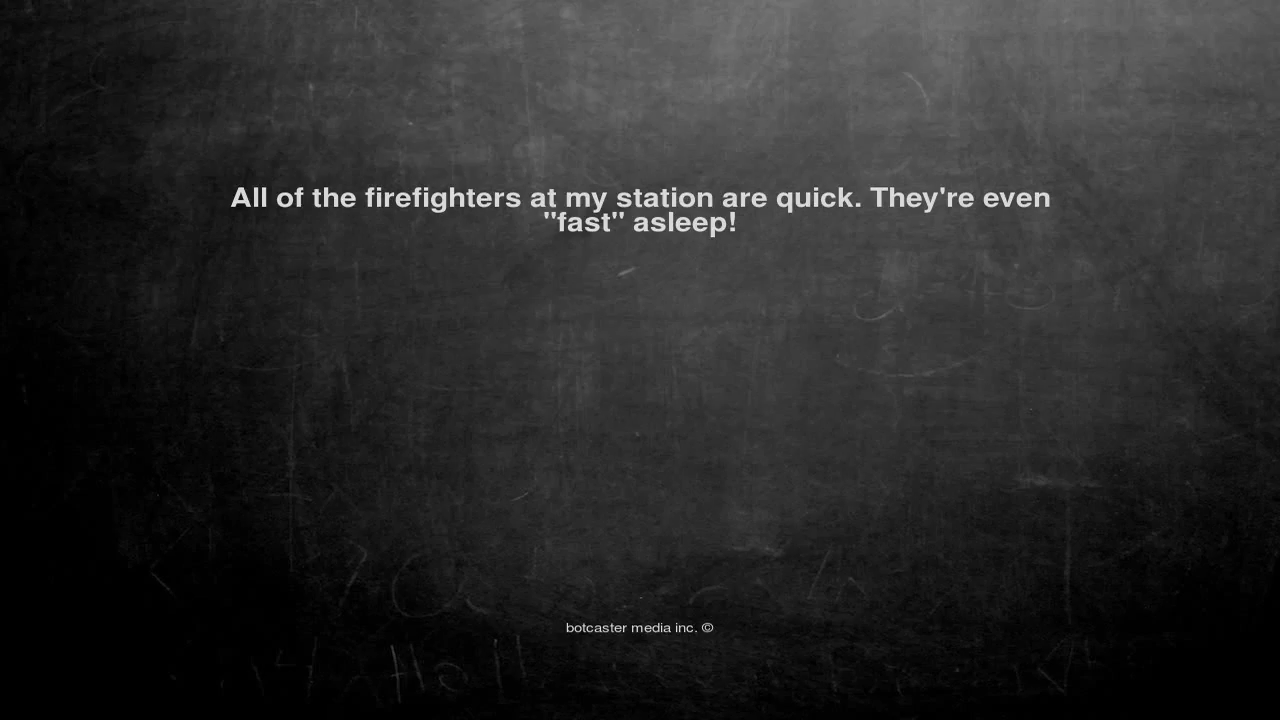 All of the firefighters at my station are quick. They're even
"fast" asleep!
botcaster media inc. ©